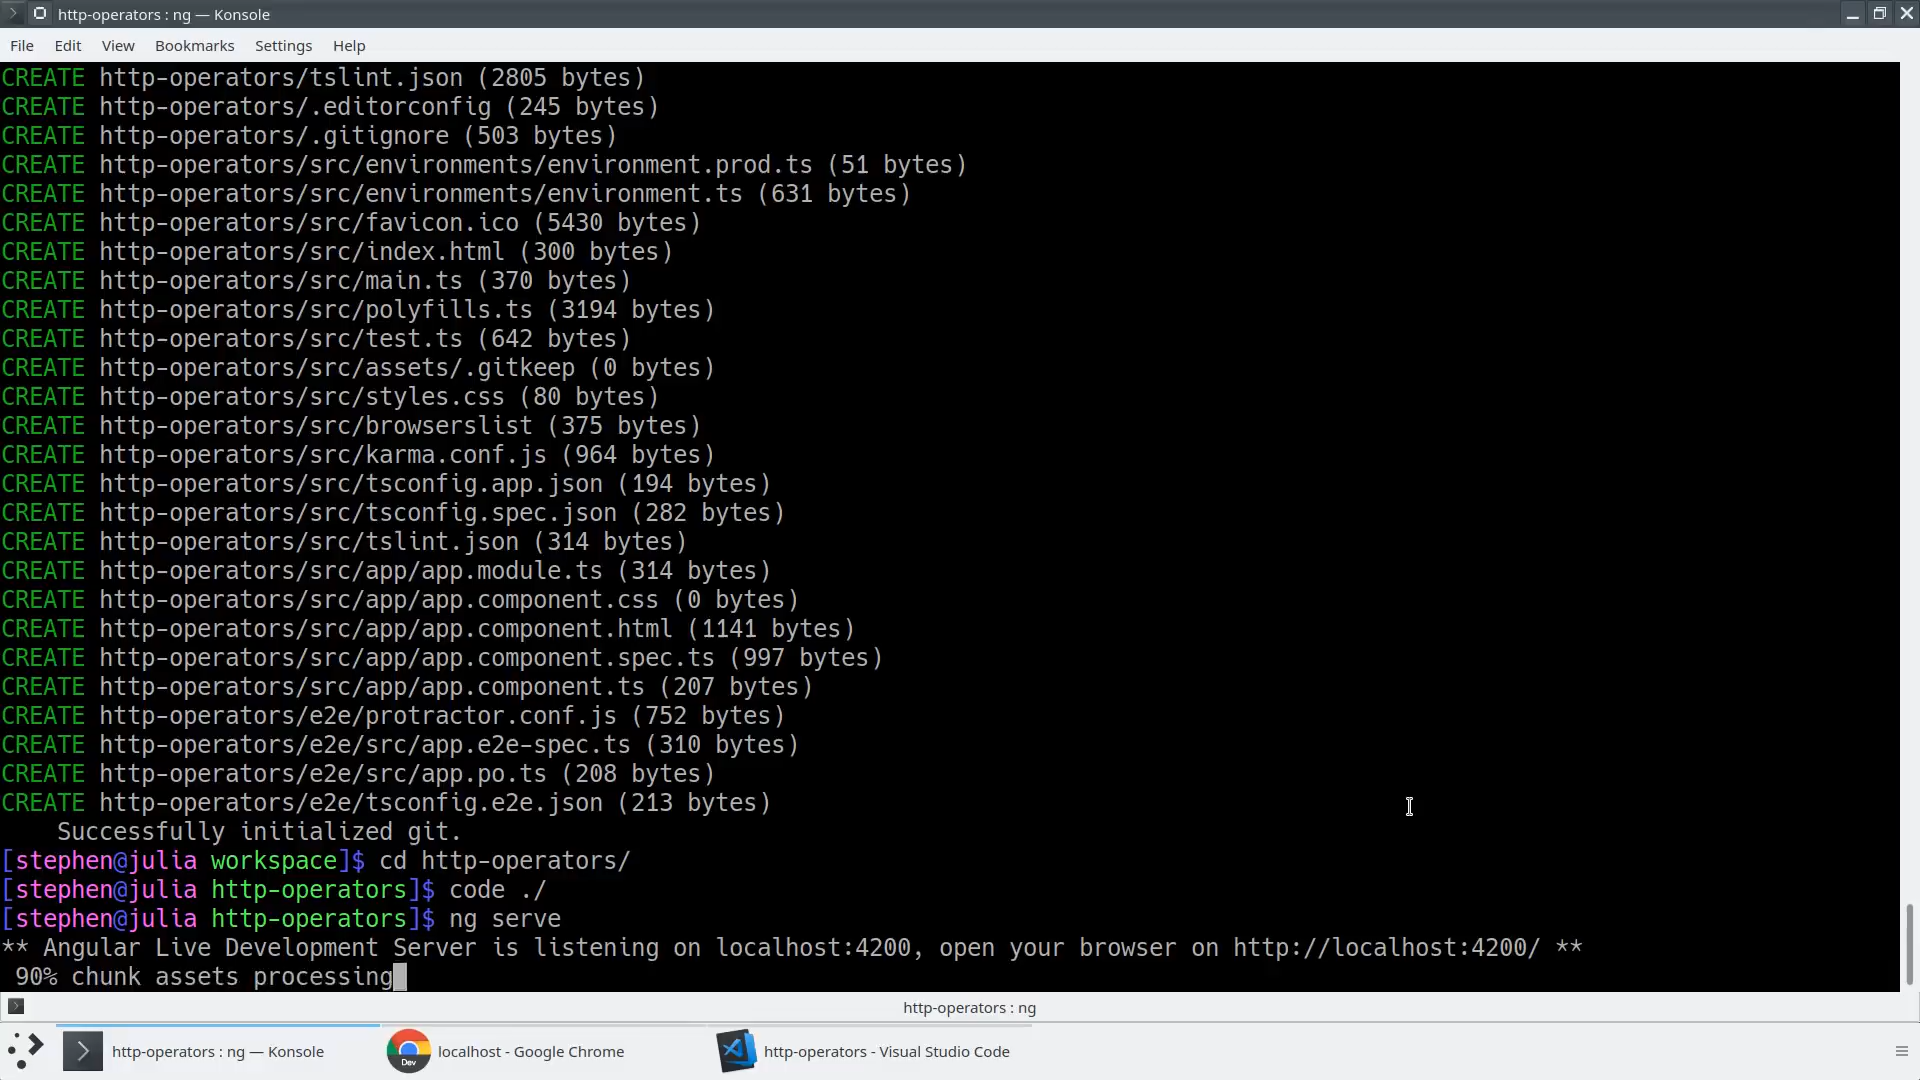 http-operators : ng — Konsole
File Edit View Bookmarks Settings Help
CREATE http-operators/tslint.json (2805 bytes)
CREATE http-operators/.editorconfig (245 bytes)
CREATE http-operators/.gitignore (503 bytes)
CREATE http-operators/src/environments/environment.prod.ts (51 bytes)
CREATE http-operators/src/environments/environment.ts (631 bytes)
CREATE http-operators/src/favicon.ico (5430 bytes)
CREATE http-operators/src/index.html (300 bytes)
CREATE http-operators/src/main.ts (370 bytes)
CREATE http-operators/src/polyfills.ts (3194 bytes)
CREATE http-operators/src/test.ts (642 bytes)
CREATE http-operators/src/assets/.gitkeep (0 bytes)
CREATE http-operators/src/styles.css (80 bytes)
CREATE http-operators/src/browserslist (375 bytes)
CREATE http-operators/src/karma.conf.js (964 bytes)
CREATE http-operators/src/tsconfig.app.json (194 bytes)
CREATE http-operators/src/tsconfig.spec.json (282 bytes)
CREATE http-operators/src/tslint.json (314 bytes)
CREATE http-operators/src/app/app.module.ts (314 bytes)
CREATE http-operators/src/app/app.component.css (0 bytes)
CREATE http-operators/src/app/app.component.html (1141 bytes)
CREATE http-operators/src/app/app.component.spec.ts (997 bytes)
CREATE http-operators/src/app/app.component.ts (207 bytes)
CREATE http-operators/e2e/protractor.conf.js (752 bytes)
CREATE http-operators/e2e/src/app.e2e-spec.ts (310 bytes)
CREATE http-operators/e2e/src/app.po.ts (208 bytes)
CREATE http-operators/e2e/tsconfig.e2e.json (213 bytes)
Successfully initialized git.
[stephen@julia workspace]$ cd http-operators/
[stephen@julia http-operators]$ code ./
[stephen@julia http-operators]$ ng serve
** Angular Live Development Server is listening on localhost:4200, open your browser on http://localhost:4200/ **
90% chunk assets processing
http-operators : ng
http-operators : ng — Konsole
Dev
localhost - Google Chrome
http-operators - Visual Studio Code